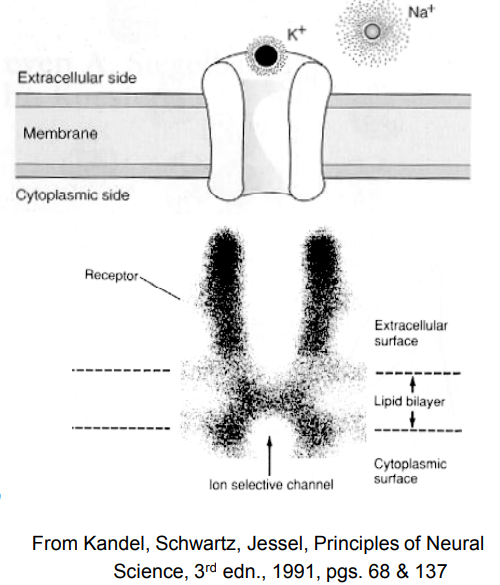 Na+
K+
Extracellular side
Membrane
Cytoplasmic side
Receptor
Extracellular
surface
Lipid bilayer
Cytoplasmic
surface
Ion selective channel
From Kandel, Schwartz, Jessel, Principles of Neural
Science, 3rd edn., 1991, pgs. 68 & 137